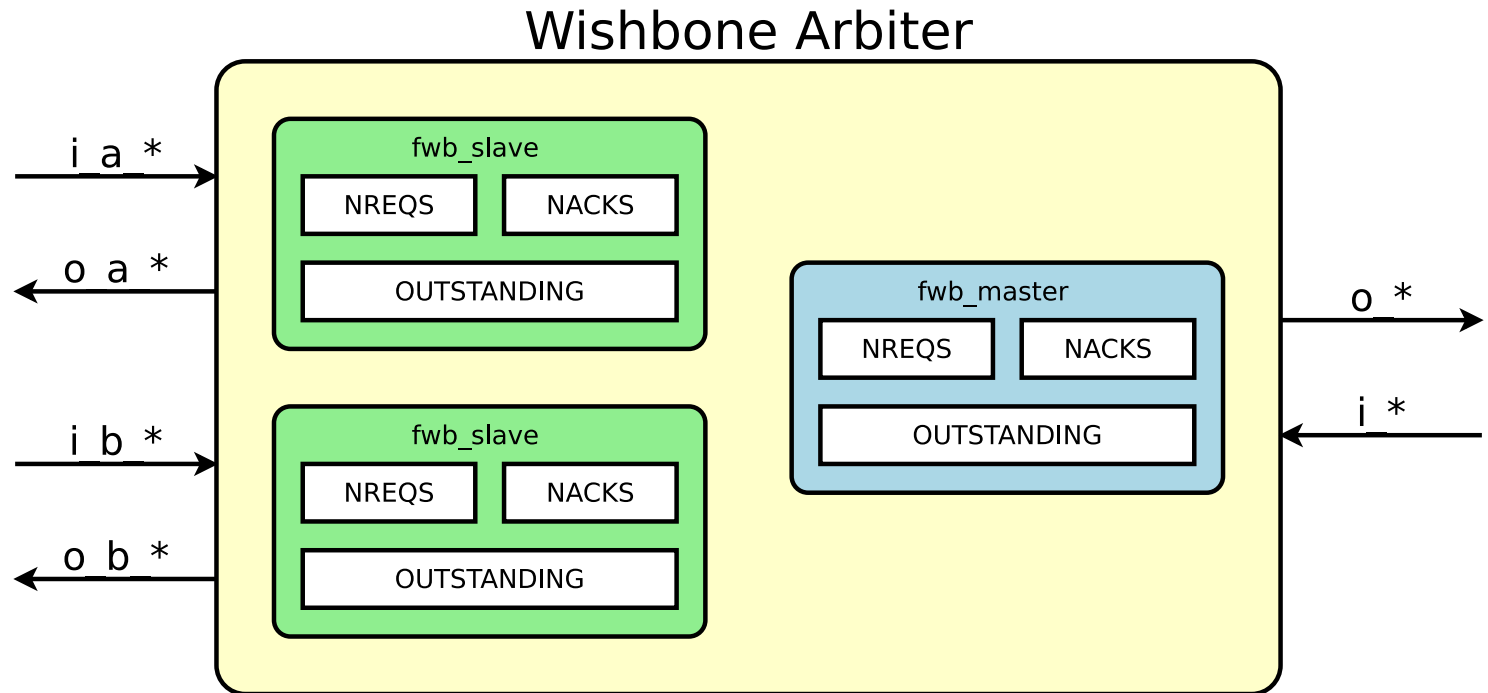 Wishbone Arbiter
i_a_*
o_a_*
i_b_*
o_b_*
fwb_slave
NREQS
NACKS
OUTSTANDING
fwb_slave
NREQS
NACKS
OUTSTANDING
fwb_master
NREQS
NACKS
OUTSTANDING
o_*
i_*